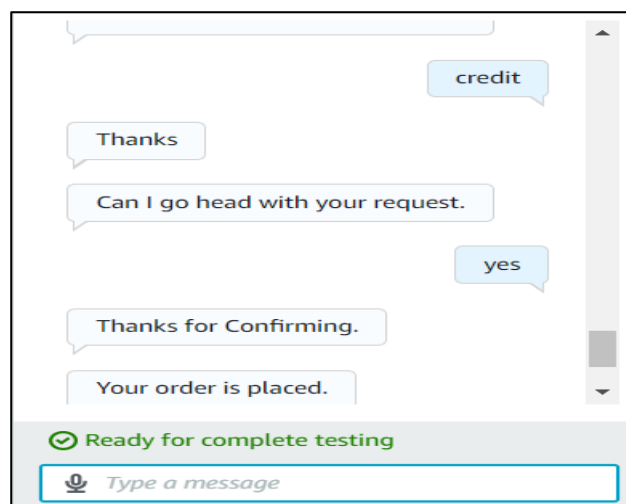 credit
Thanks
Can I go head with your request.
yes
Thanks for Confirming.
Your order is placed.
Ready for complete testing
Type a message